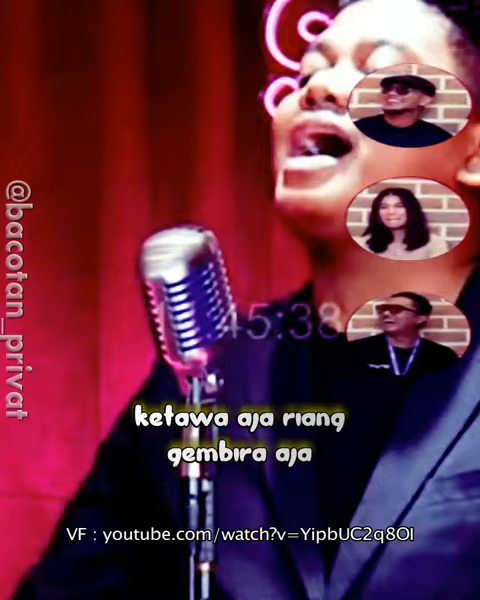 @bacotan_privat
45:38
ketawa aja riang
gembira aja
VF : youtube.com/watch?v=YipbUC2q8OI